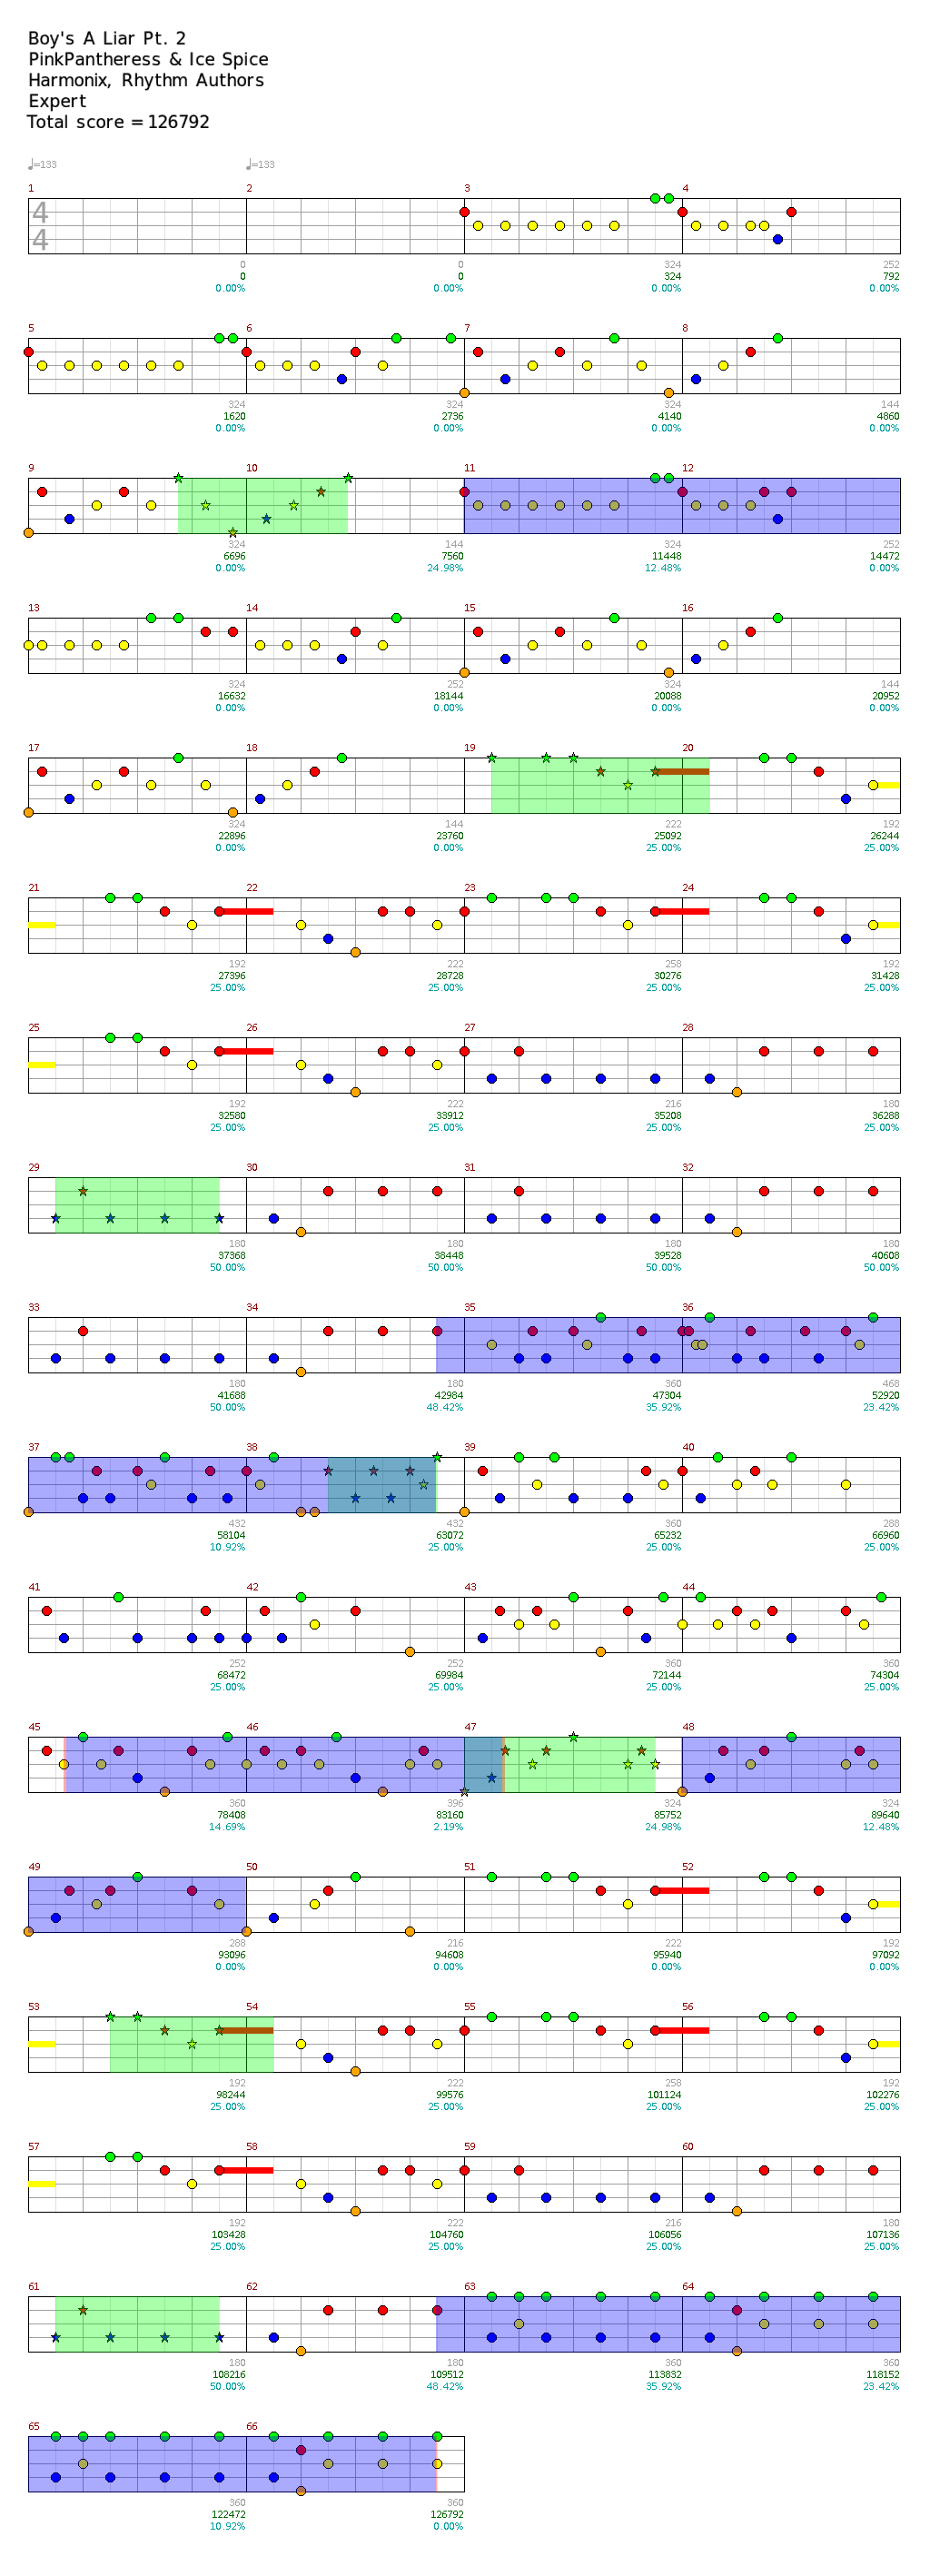 Boy's A Liar Pt. 2
PinkPantheress & Ice Spice
Harmonix, Rhythm Authors
Expert
Total score = 126792
♩=133 ♩=133
1 2 3 4
4
4
0 0 324 252
0 0 324 792
0.00% 0.00% 0.00% 0.00%
5 6 7 8
324 324 324 144
1620 2736 4140 4860
0.00% 0.00% 0.00% 0.00%
9 10 11 12
324 144 324 252
6696 7560 11448 14472
0.00% 24.98% 12.48% 0.00%
13 14 15 16
324 252 324 144
16632 18144 20088 20952
0.00% 0.00% 0.00% 0.00%
17 18 19 20
324 144 222 192
22896 23760 25092 26244
0.00% 0.00% 25.00% 25.00%
21 22 23 24
192 222 258 192
27396 28728 30276 31428
25.00% 25.00% 25.00% 25.00%
25 26 27 28
192 222 216 180
32580 33912 35208 36288
25.00% 25.00% 25.00% 25.00%
29 30 31 32
180 180 180 180
37368 38448 39528 40608
50.00% 50.00% 50.00% 50.00%
33 34 35 36
180 180 360 468
41688 42984 47304 52920
50.00% 48.42% 35.92% 23.42%
37 38 39 40
432 432 360 288
58104 63072 65232 66960
10.92% 25.00% 25.00% 25.00%
41 42 43 44
252 252 360 360
68472 69984 72144 74304
25.00% 25.00% 25.00% 25.00%
45 46 47 48
360 396 324 324
78408 83160 85752 89640
14.69% 2.19% 24.98% 12.48%
49 50 51 52
288 216 222 192
93096 94608 95940 97092
0.00% 0.00% 0.00% 0.00%
53 54 55 56
192 222 258 192
98244 99576 101124 102276
25.00% 25.00% 25.00% 25.00%
57 58 59 60
192 222 216 180
103428 104760 106056 107136
25.00% 25.00% 25.00% 25.00%
61 62 63 64
180 180 360 360
108216 109512 113832 118152
50.00% 48.42% 35.92% 23.42%
65 66
360 360
122472 126792
10.92% 0.00%